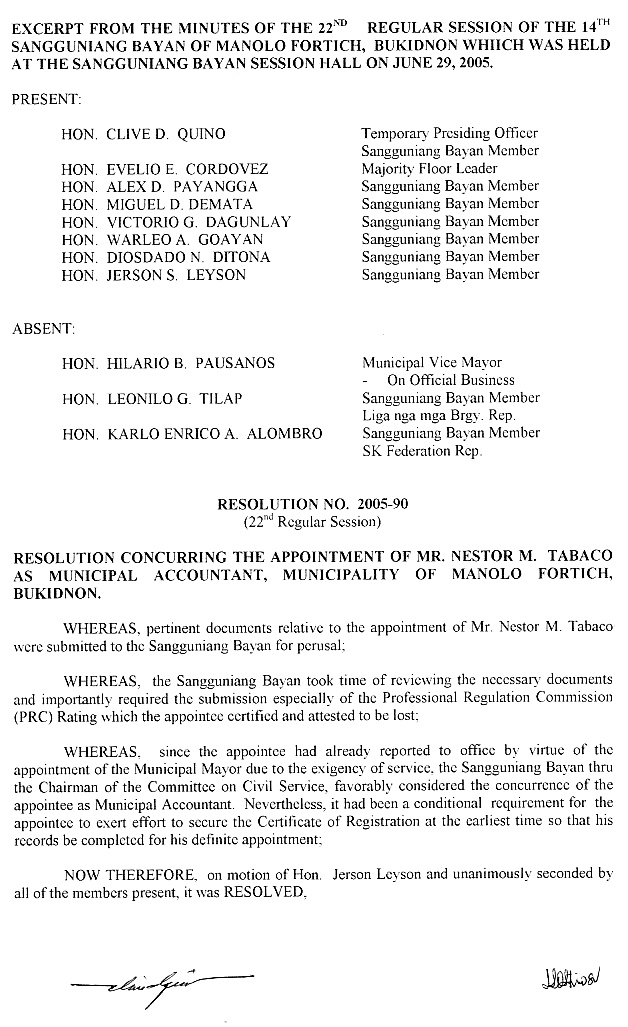 EXCERPT FROM THE MINUTES OF THE 22ND REGULAR SESSION OF THE 14TH
SANGGUNIANG BAYAN OF MANOLO FORTICH, BUKIDNON WHIICH WAS HELD
AT THE SANGGUNIANG BAYAN SESSION HALL ON JUNE 29, 2005.
PRESENT:
HON. CLIVE D. QUINO Temporary Presiding Officer
Sangguniang Bayan Member
HON. EVELIO E. CORDOVEZ Majority Floor Leader
HON. ALEX D. PAYANGGA Sangguniang Bayan Member
HON. MIGUEL D. DEMATA Sangguniang Bayan Member
HON. VICTORIO G. DAGUNLAY Sangguniang Bayan Member
HON. WARLEO A. GOAYAN Sangguniang Bayan Member
HON. DIOSDADO N. DITONA Sangguniang Bayan Member
HON. JERSON S. LEYSON Sangguniang Bayan Member
ABSENT:
HON. HILARIO B. PAUSANOS Municipal Vice Mayor
- On Official Business
HON. LEONILO G. TILAP Sangguniang Bayan Member
Liga nga mga Brgy. Rep.
HON. KARLO ENRICO A. ALOMBRO Sangguniang Bayan Member
SK Federation Rep.
RESOLUTION NO. 2005-90
(22nd Regular Session)
RESOLUTION CONCURRING THE APPOINTMENT OF MR. NESTOR M. TABACO
AS MUNICIPAL ACCOUNTANT, MUNICIPALITY OF MANOLO FORTICH,
BUKIDNON.
WHEREAS, pertinent documents relative to the appointment of Mr. Nestor M. Tabaco
were submitted to the Sangguniang Bayan for perusal;
WHEREAS, the Sangguniang Bayan took time of reviewing the necessary documents
and importantly required the submission especially of the Professional Regulation Commission
(PRC) Rating which the appointee certified and attested to be lost;
WHEREAS, since the appointee had already reported to office by virtue of the
appointment of the Municipal Mayor due to the exigency of service, the Sangguniang Bayan thru
the Chairman of the Committee on Civil Service, favorably considered the concurrence of the
appointee as Municipal Accountant. Nevertheless, it had been a conditional requirement for the
appointee to exert effort to secure the Certificate of Registration at the earliest time so that his
records be completed for his definite appointment;
NOW THEREFORE, on motion of Hon. Jerson Leyson and unanimously seconded by
all of the members present, it was RESOLVED,